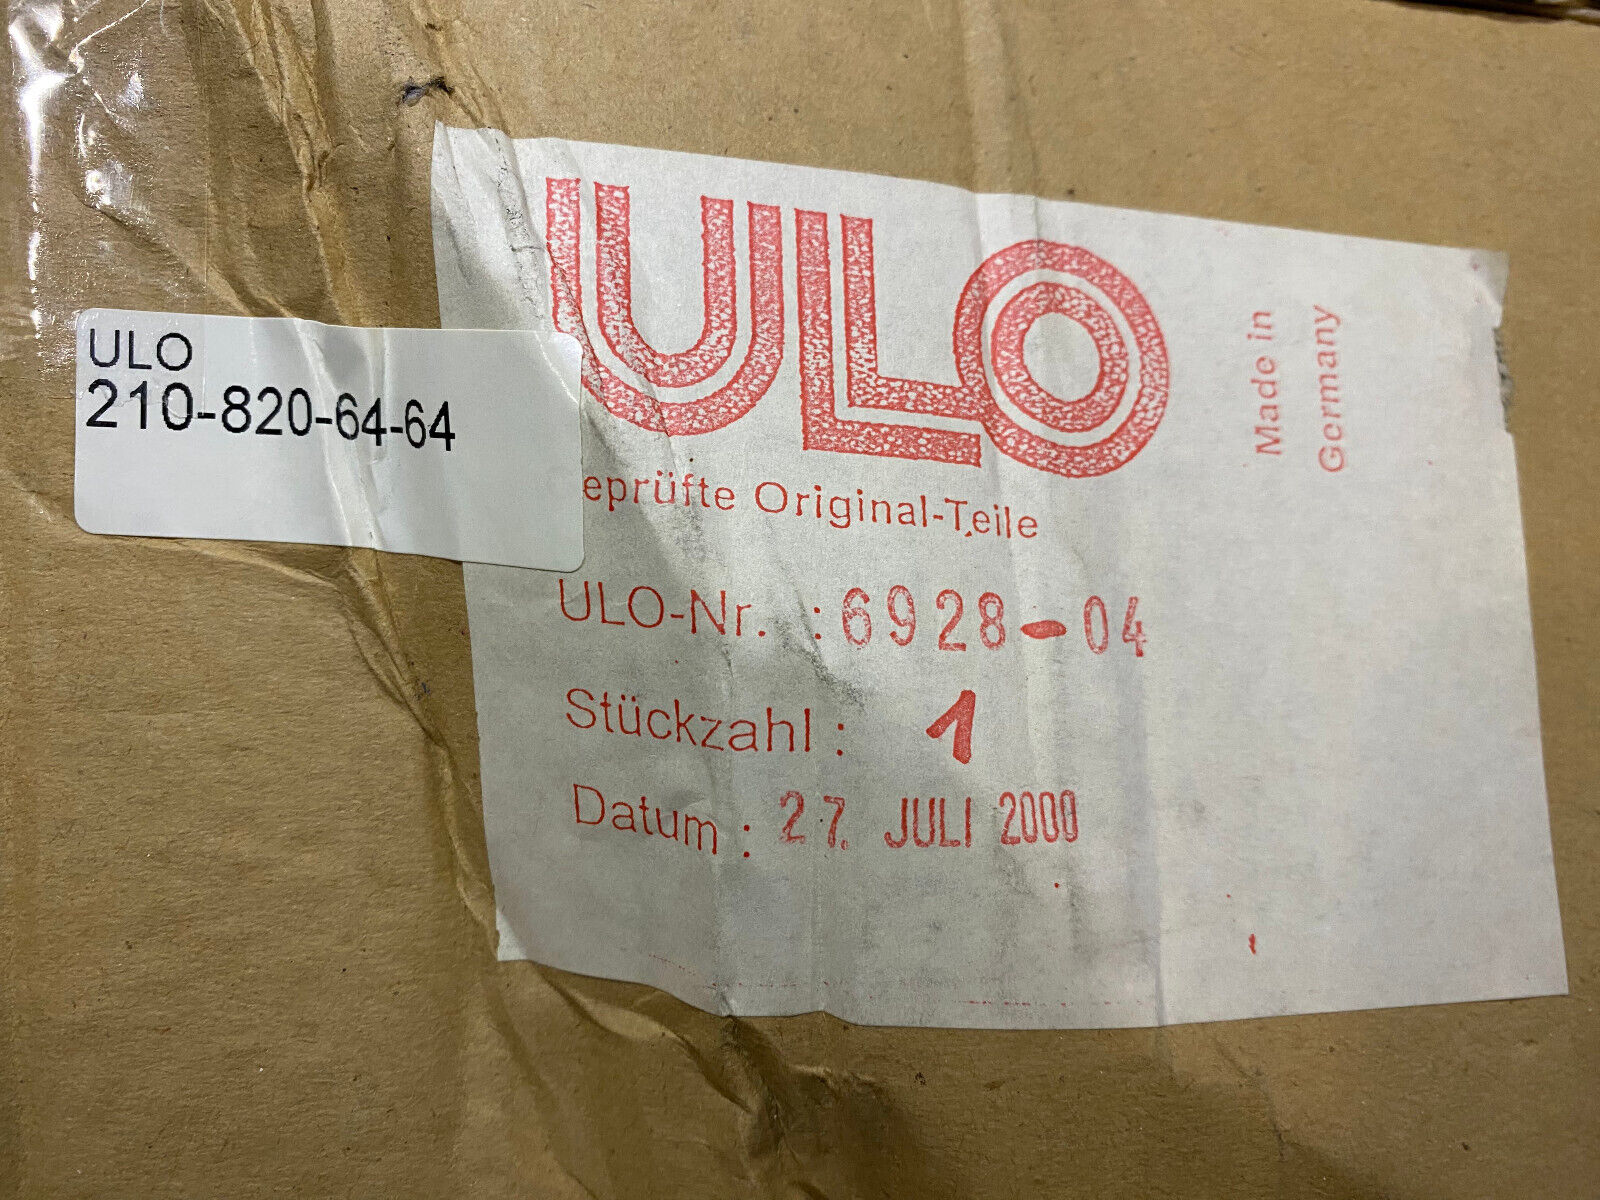 ULO
210-820-64-64
ULO
eprüfte Original-Teile
ULO-Nr. : 6928-04
Stückzahl : 1
Datum : 27. JULI 2000
Made in
Germany